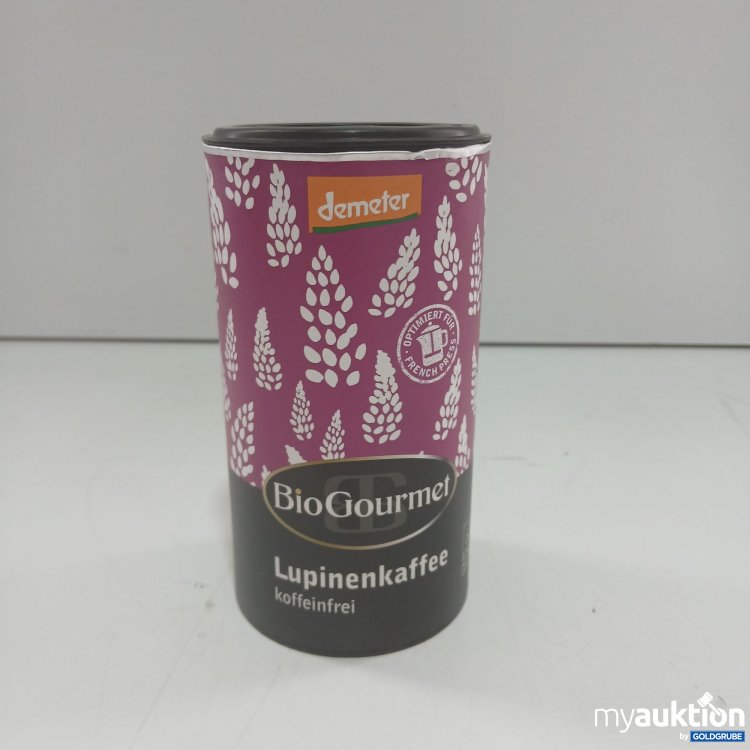 demeter
OPTIMIERT FÜR
FRENCH PRESS
BioGourmet
Lupinenkaffee
koffeinfrei
myauktion
by GOLDGRUBE